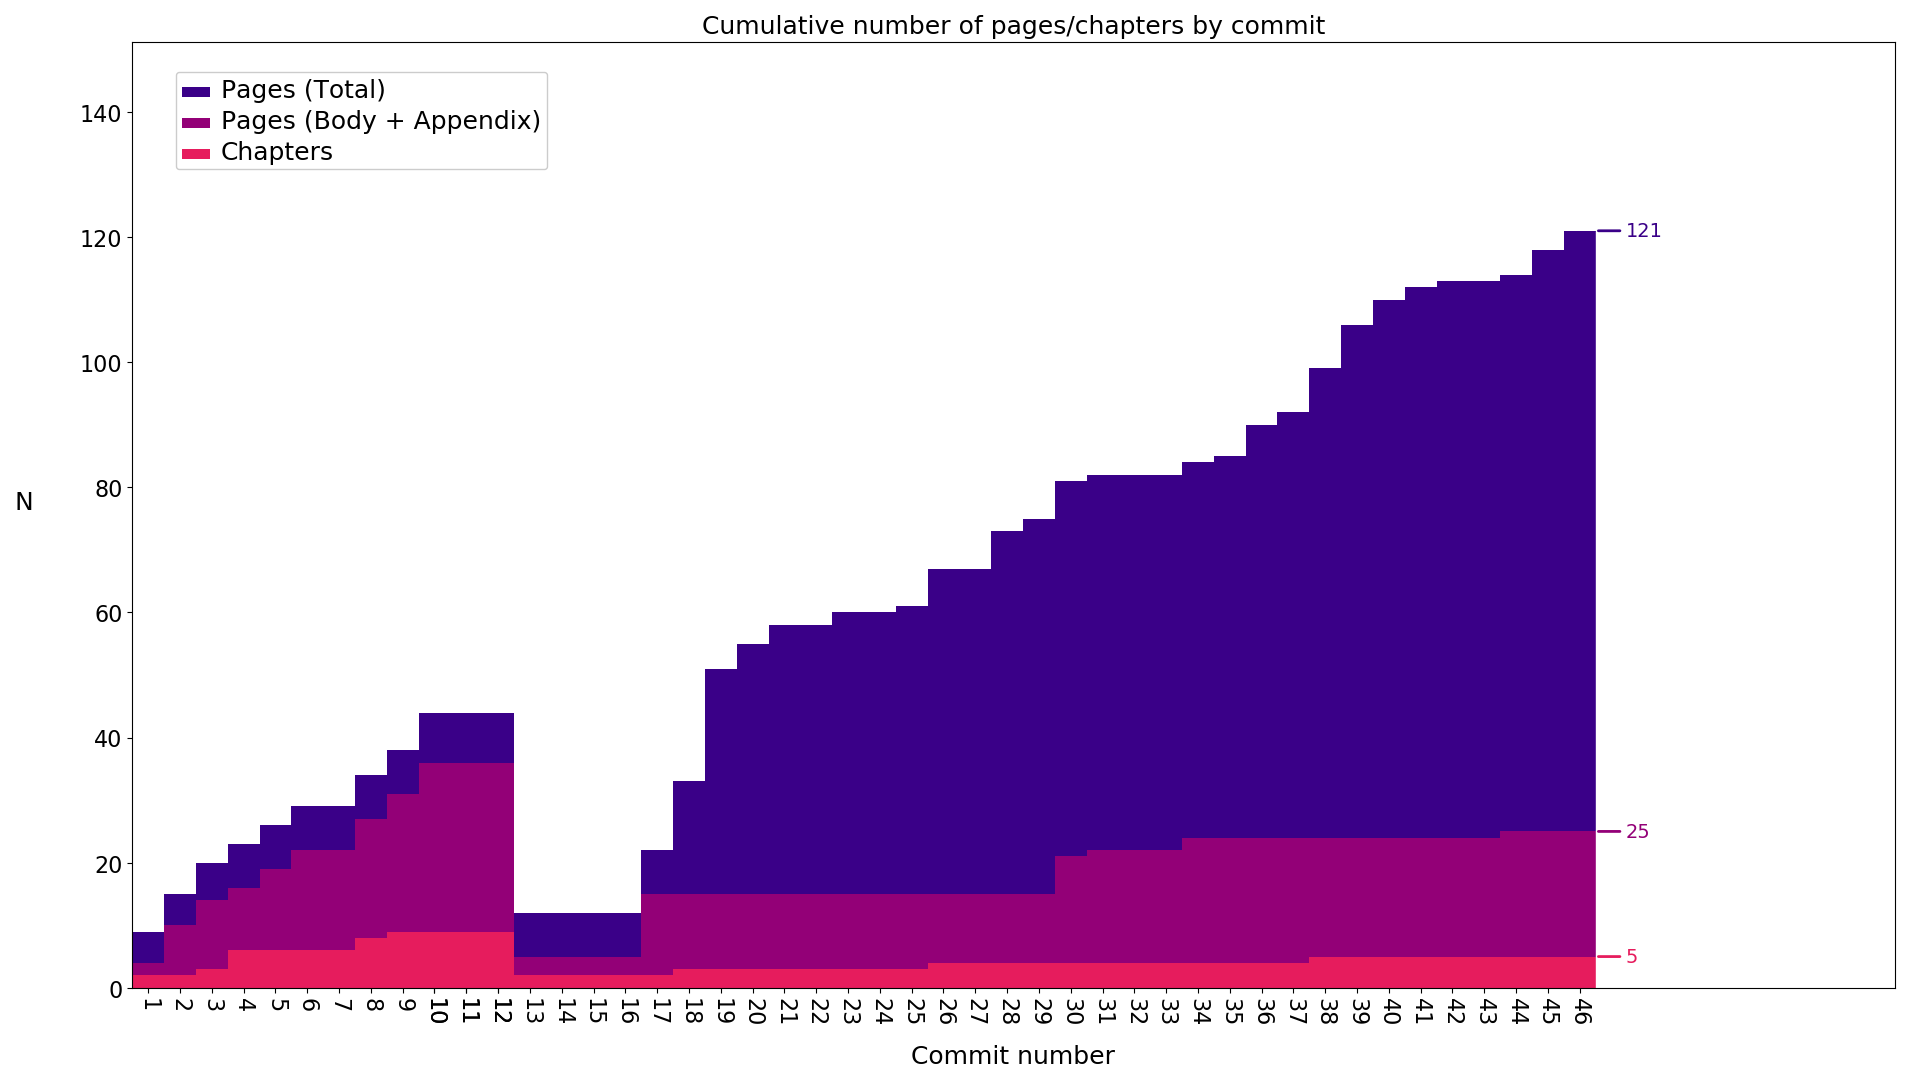 Cumulative number of pages/chapters by commit
Pages (Total)
Pages (Body + Appendix)
Chapters
140
120
100
80
60
40
20
0
N
121
25
5
1 2 3 4 5 6 7 8 9 10 11 12 13 14 15 16 17 18 19 20 21 22 23 24 25 26 27 28 29 30 31 32 33 34 35 36 37 38 39 40 41 42 43 44 45 46
Commit number